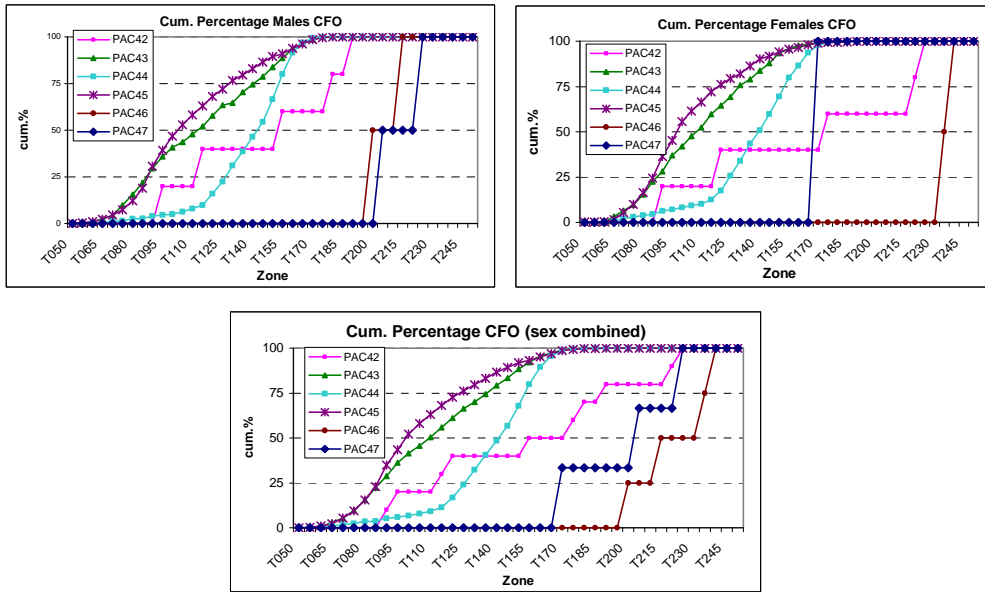 Cum. Percentage Males CFO
100
75
50
25
0
cum.%
PAC42
PAC43
PAC44
PAC45
PAC46
PAC47
T050
T065
T080
T095
T110
T125
T140
T155
T170
T185
T200
T215
T230
T245
Zone
Cum. Percentage Females CFO
100
75
50
25
0
cum.%
PAC42
PAC43
PAC44
PAC45
PAC46
PAC47
T050
T065
T080
T095
T110
T125
T140
T155
T170
T185
T200
T215
T230
T245
Zone
Cum. Percentage CFO (sex combined)
100
75
50
25
0
cum.%
PAC42
PAC43
PAC44
PAC45
PAC46
PAC47
T050
T065
T080
T095
T110
T125
T140
T155
T170
T185
T200
T215
T230
T245
Zone